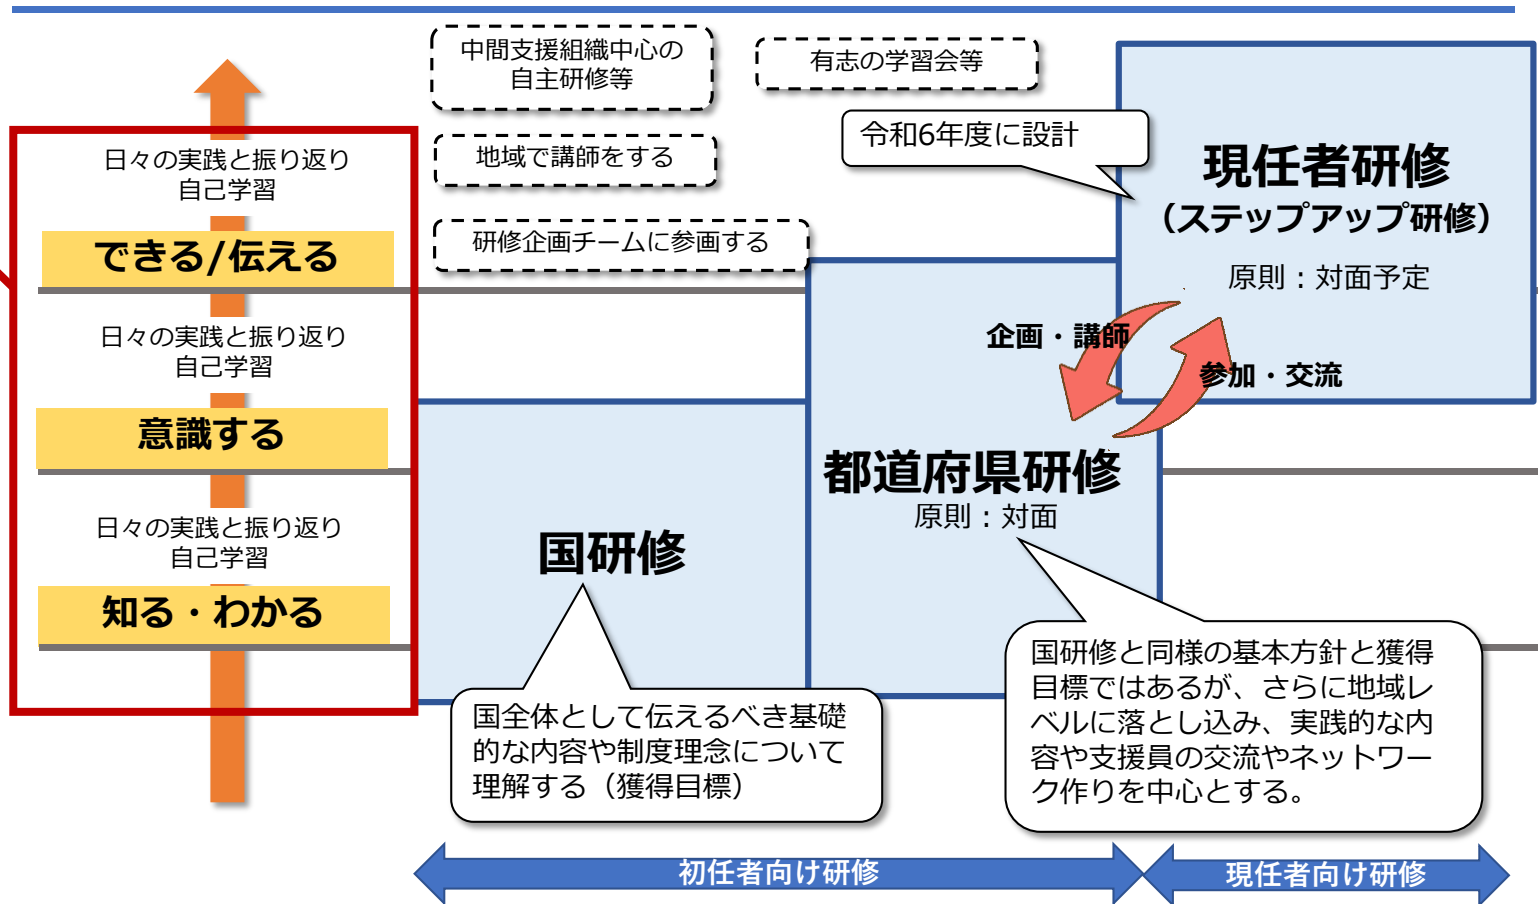 中間支援組織中心の
自主研修等
有志の学習会等
令和6年度に設計
地域で講師をする
研修企画チームに参画する
日々の実践と振り返り
自己学習
できる/伝える
日々の実践と振り返り
自己学習
意識する
日々の実践と振り返り
自己学習
知る・わかる
国研修
国全体として伝えるべき基礎
的な内容や制度理念について
理解する（獲得目標）
都道府県研修
原則：対面
国研修と同様の基本方針と獲得
目標ではあるが、さらに地域レ
ベルに落とし込み、実践的な内
容や支援員の交流やネットワー
ク作りを中心とする。
現任者研修
（ステップアップ研修）
原則：対面予定
企画・講師
参加・交流
初任者向け研修
現任者向け研修